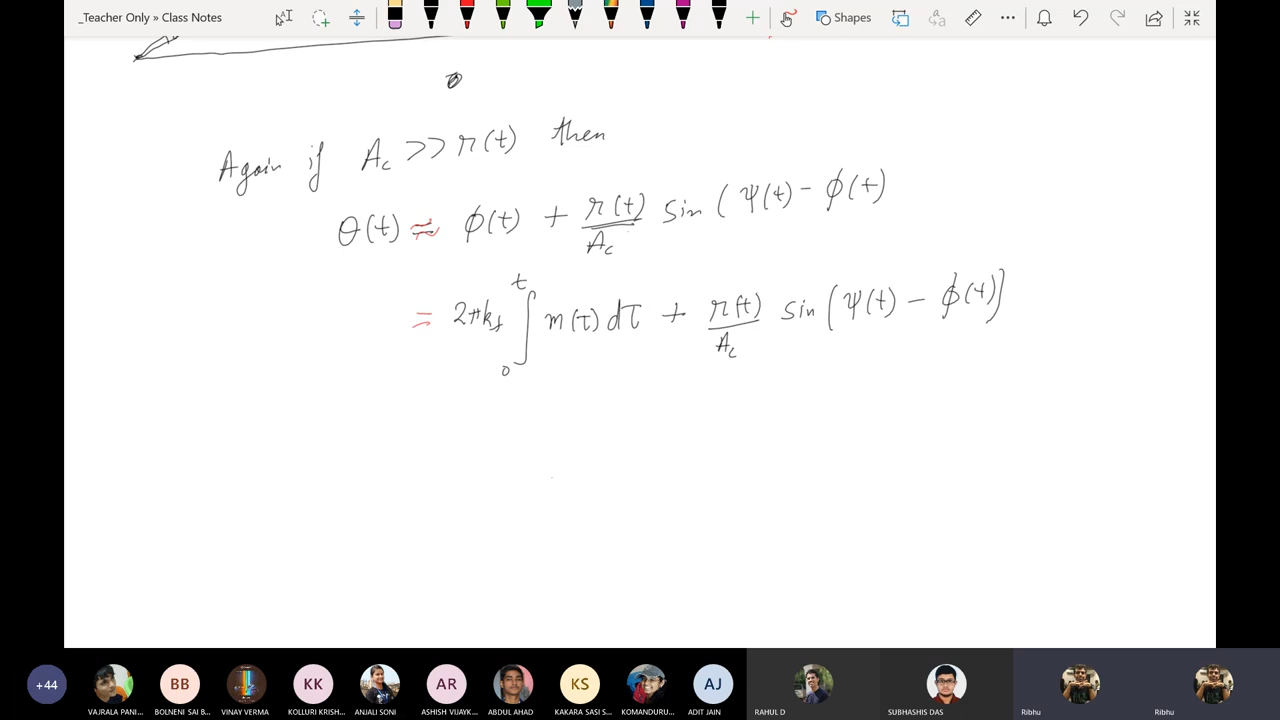 _Teacher Only » Class Notes
Shapes
Again if A_c >> r(t) then
θ(t) ≈ φ(t) + r(t)/A_c sin(ψ(t) - φ(t)
= 2πk_f ∫_0^t m(τ) dτ + r(t)/A_c sin(ψ(t) - φ(t))
+44
BB
KK
AR
KS
AJ
VAJRALA PANI...
BOLNENI SAI B...
VINAY VERMA
KOLLURI KRISH...
ANJALI SONI
ASHISH VIJAYK...
ABDUL AHAD
KAKARA SASI S...
KOMANDURU...
ADIT JAIN
RAHUL D
SUBHASHIS DAS
Ribhu
Ribhu